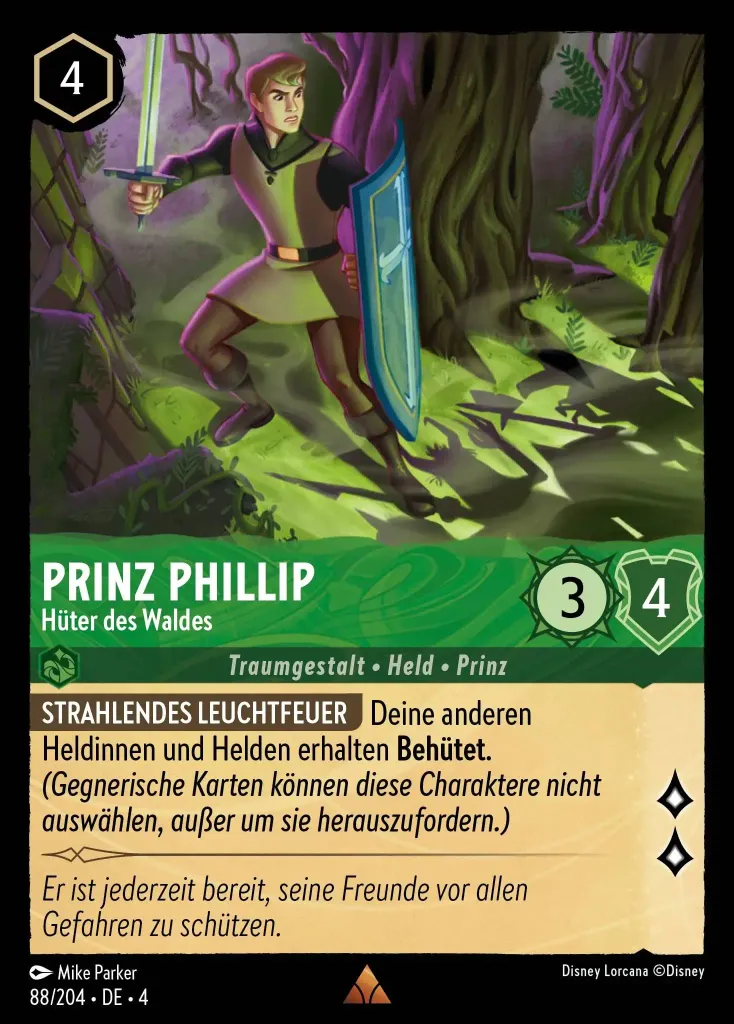 4
PRINZ PHILLIP
Hüter des Waldes
3
4
Traumgestalt • Held • Prinz
STRAHLENDES LEUCHTFEUER Deine anderen
Heldinnen und Helden erhalten Behütet.
(Gegnerische Karten können diese Charaktere nicht
auswählen, außer um sie herauszufordern.)
Er ist jederzeit bereit, seine Freunde vor allen
Gefahren zu schützen.
Mike Parker
Disney Lorcana ©Disney
88/204 • DE • 4